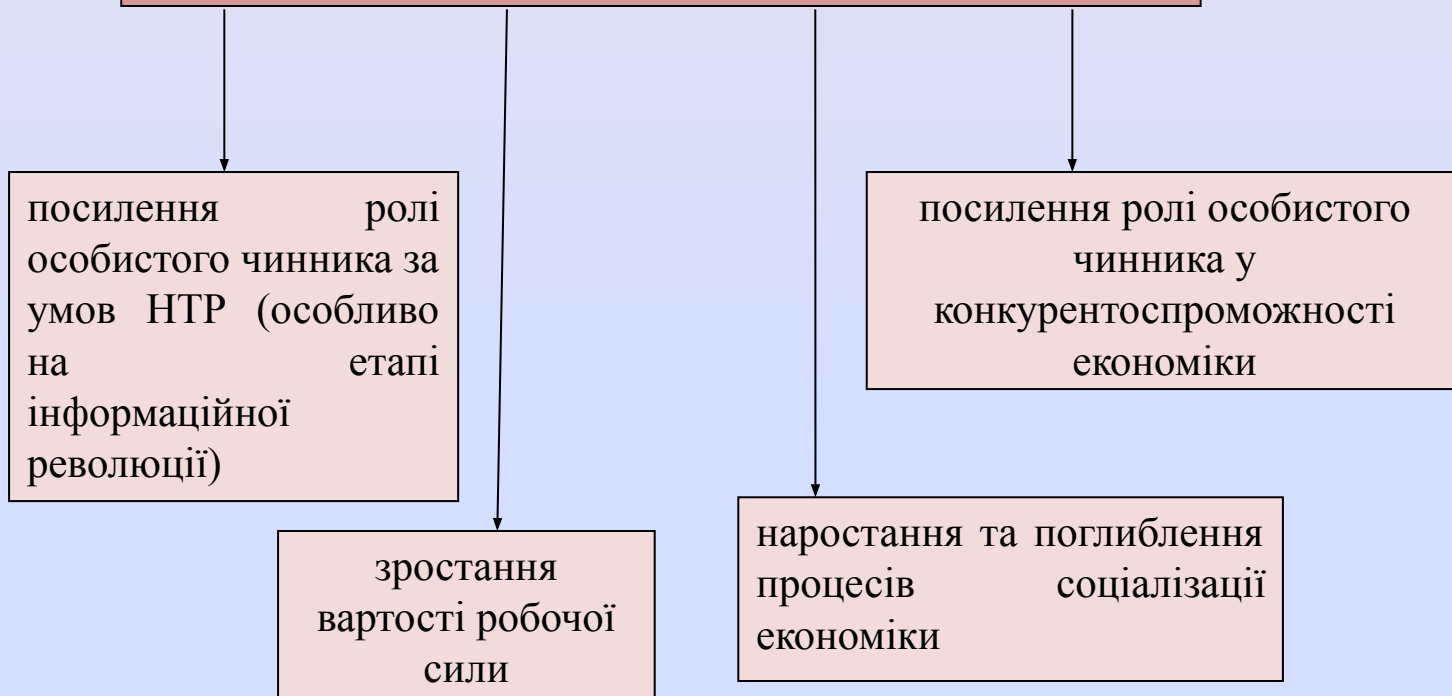 посилення ролі
особистого чинника за
умов НТР (особливо
на етапі
інформаційної
революції)
посилення ролі особистого
чинника у
конкурентоспроможності
економіки
зростання
вартості робочої
сили
наростання та поглиблення
процесів соціалізації
економіки